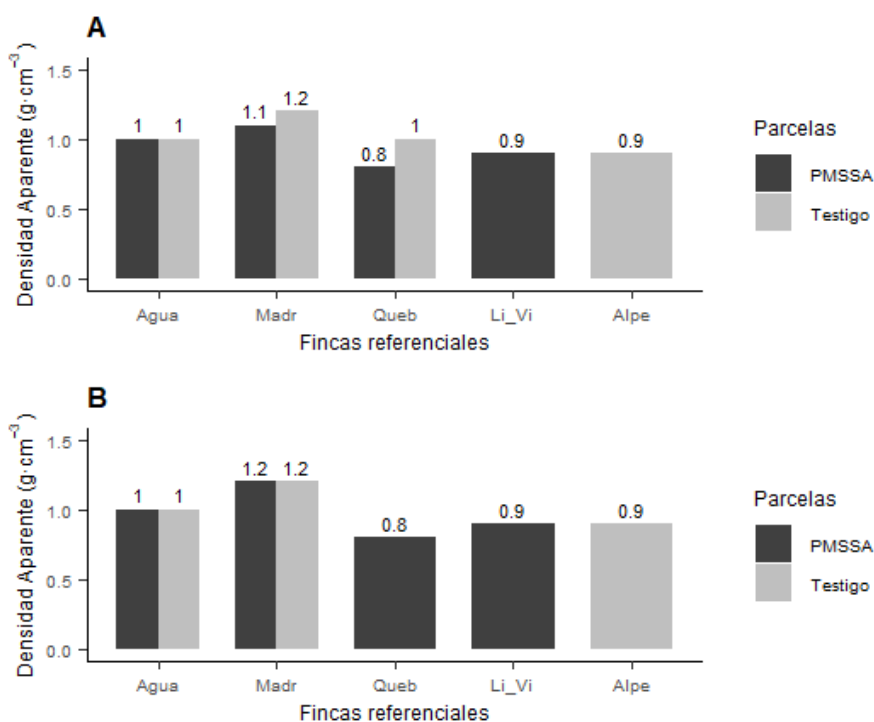 A
Densidad Aparente (g·cm⁻³)
1.5
1.0
0.5
0.0
1 1 1.1 1.2 0.8 1 0.9 0.9
Agua Madr Queb Li_Vi Alpe
Fincas referenciales
Parcelas
PMSSA
Testigo
B
Densidad Aparente (g·cm⁻³)
1.5
1.0
0.5
0.0
1 1 1.2 1.2 0.8 0.9 0.9
Agua Madr Queb Li_Vi Alpe
Fincas referenciales
Parcelas
PMSSA
Testigo